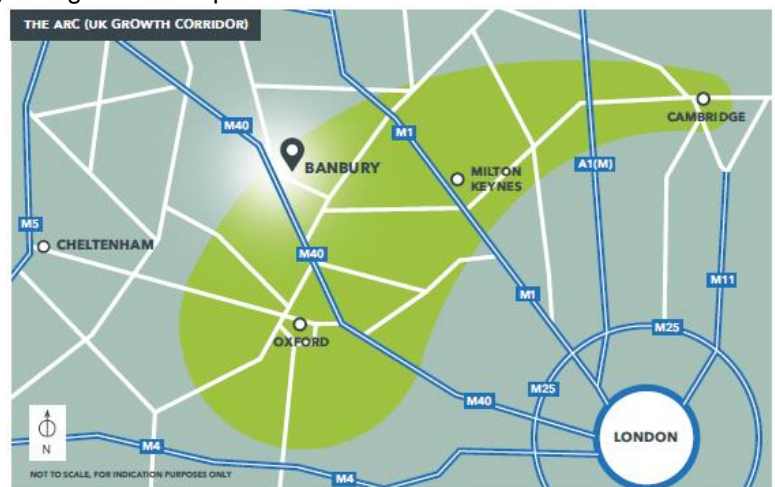 THE ARC (UK GROWTH CORRIDOR)
M40
M1
CAMBRIDGE
BANBURY
MILTON
KEYNES
A1(M)
M5
CHELTENHAM
M40
M11
M1
M25
OXFORD
M25
M40
LONDON
N
M4
NOT TO SCALE, FOR INDICATION PURPOSES ONLY
M4